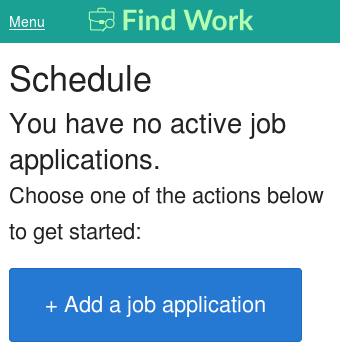 Menu
Find Work
Schedule
You have no active job
applications.
Choose one of the actions below
to get started:
+ Add a job application